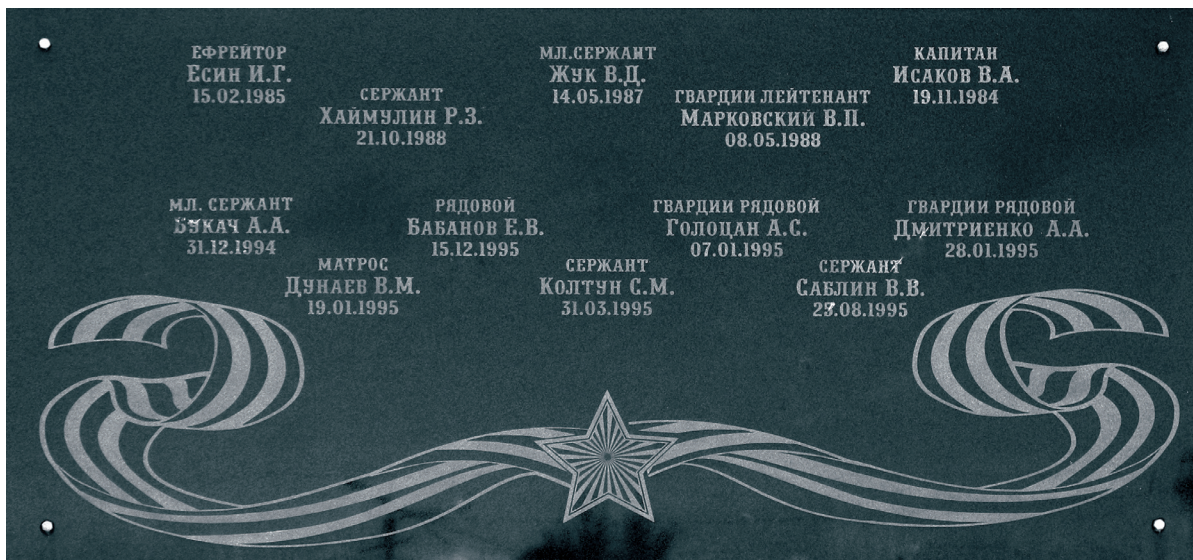 ЕФРЕЙТОР
ЕСИН И.Г.
15.02.1985
СЕРЖАНТ
ХАЙМУЛИН Р.З.
21.10.1988
МЛ.СЕРЖАНТ
ЖУК В.Д.
14.05.1987
ГВАРДИИ ЛЕЙТЕНАНТ
МАРКОВСКИЙ В.П.
08.05.1988
КАПИТАН
ИСАКОВ В.А.
19.11.1984
МЛ. СЕРЖАНТ
БУКАЧ А.А.
31.12.1994
МАТРОС
ДУНАЕВ В.М.
19.01.1995
РЯДОВОЙ
БАБАНОВ Е.В.
15.12.1995
СЕРЖАНТ
КОЛТУН С.М.
31.03.1995
ГВАРДИИ РЯДОВОЙ
ГОЛОЦАН А.С.
07.01.1995
СЕРЖАНТ
САБЛИН В.В.
ГВАРДИИ РЯДОВОЙ
ДМИТРИЕНКО А.А.
28.01.1995